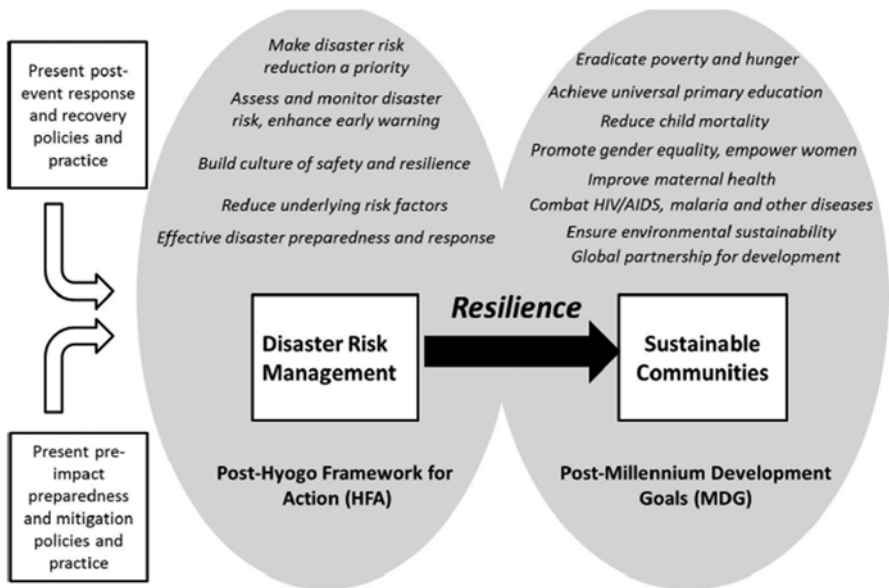 Present post-
event response
and recovery
policies and
practice
Present pre-
impact
preparedness
and mitigation
policies and
practice
Make disaster risk
reduction a priority
Assess and monitor disaster
risk, enhance early warning
Build culture of safety and resilience
Reduce underlying risk factors
Effective disaster preparedness and response
Disaster Risk
Management
Post-Hyogo Framework for
Action (HFA)
Resilience
Eradicate poverty and hunger
Achieve universal primary education
Reduce child mortality
Promote gender equality, empower women
Improve maternal health
Combat HIV/AIDS, malaria and other diseases
Ensure environmental sustainability
Global partnership for development
Sustainable
Communities
Post-Millennium Development
Goals (MDG)